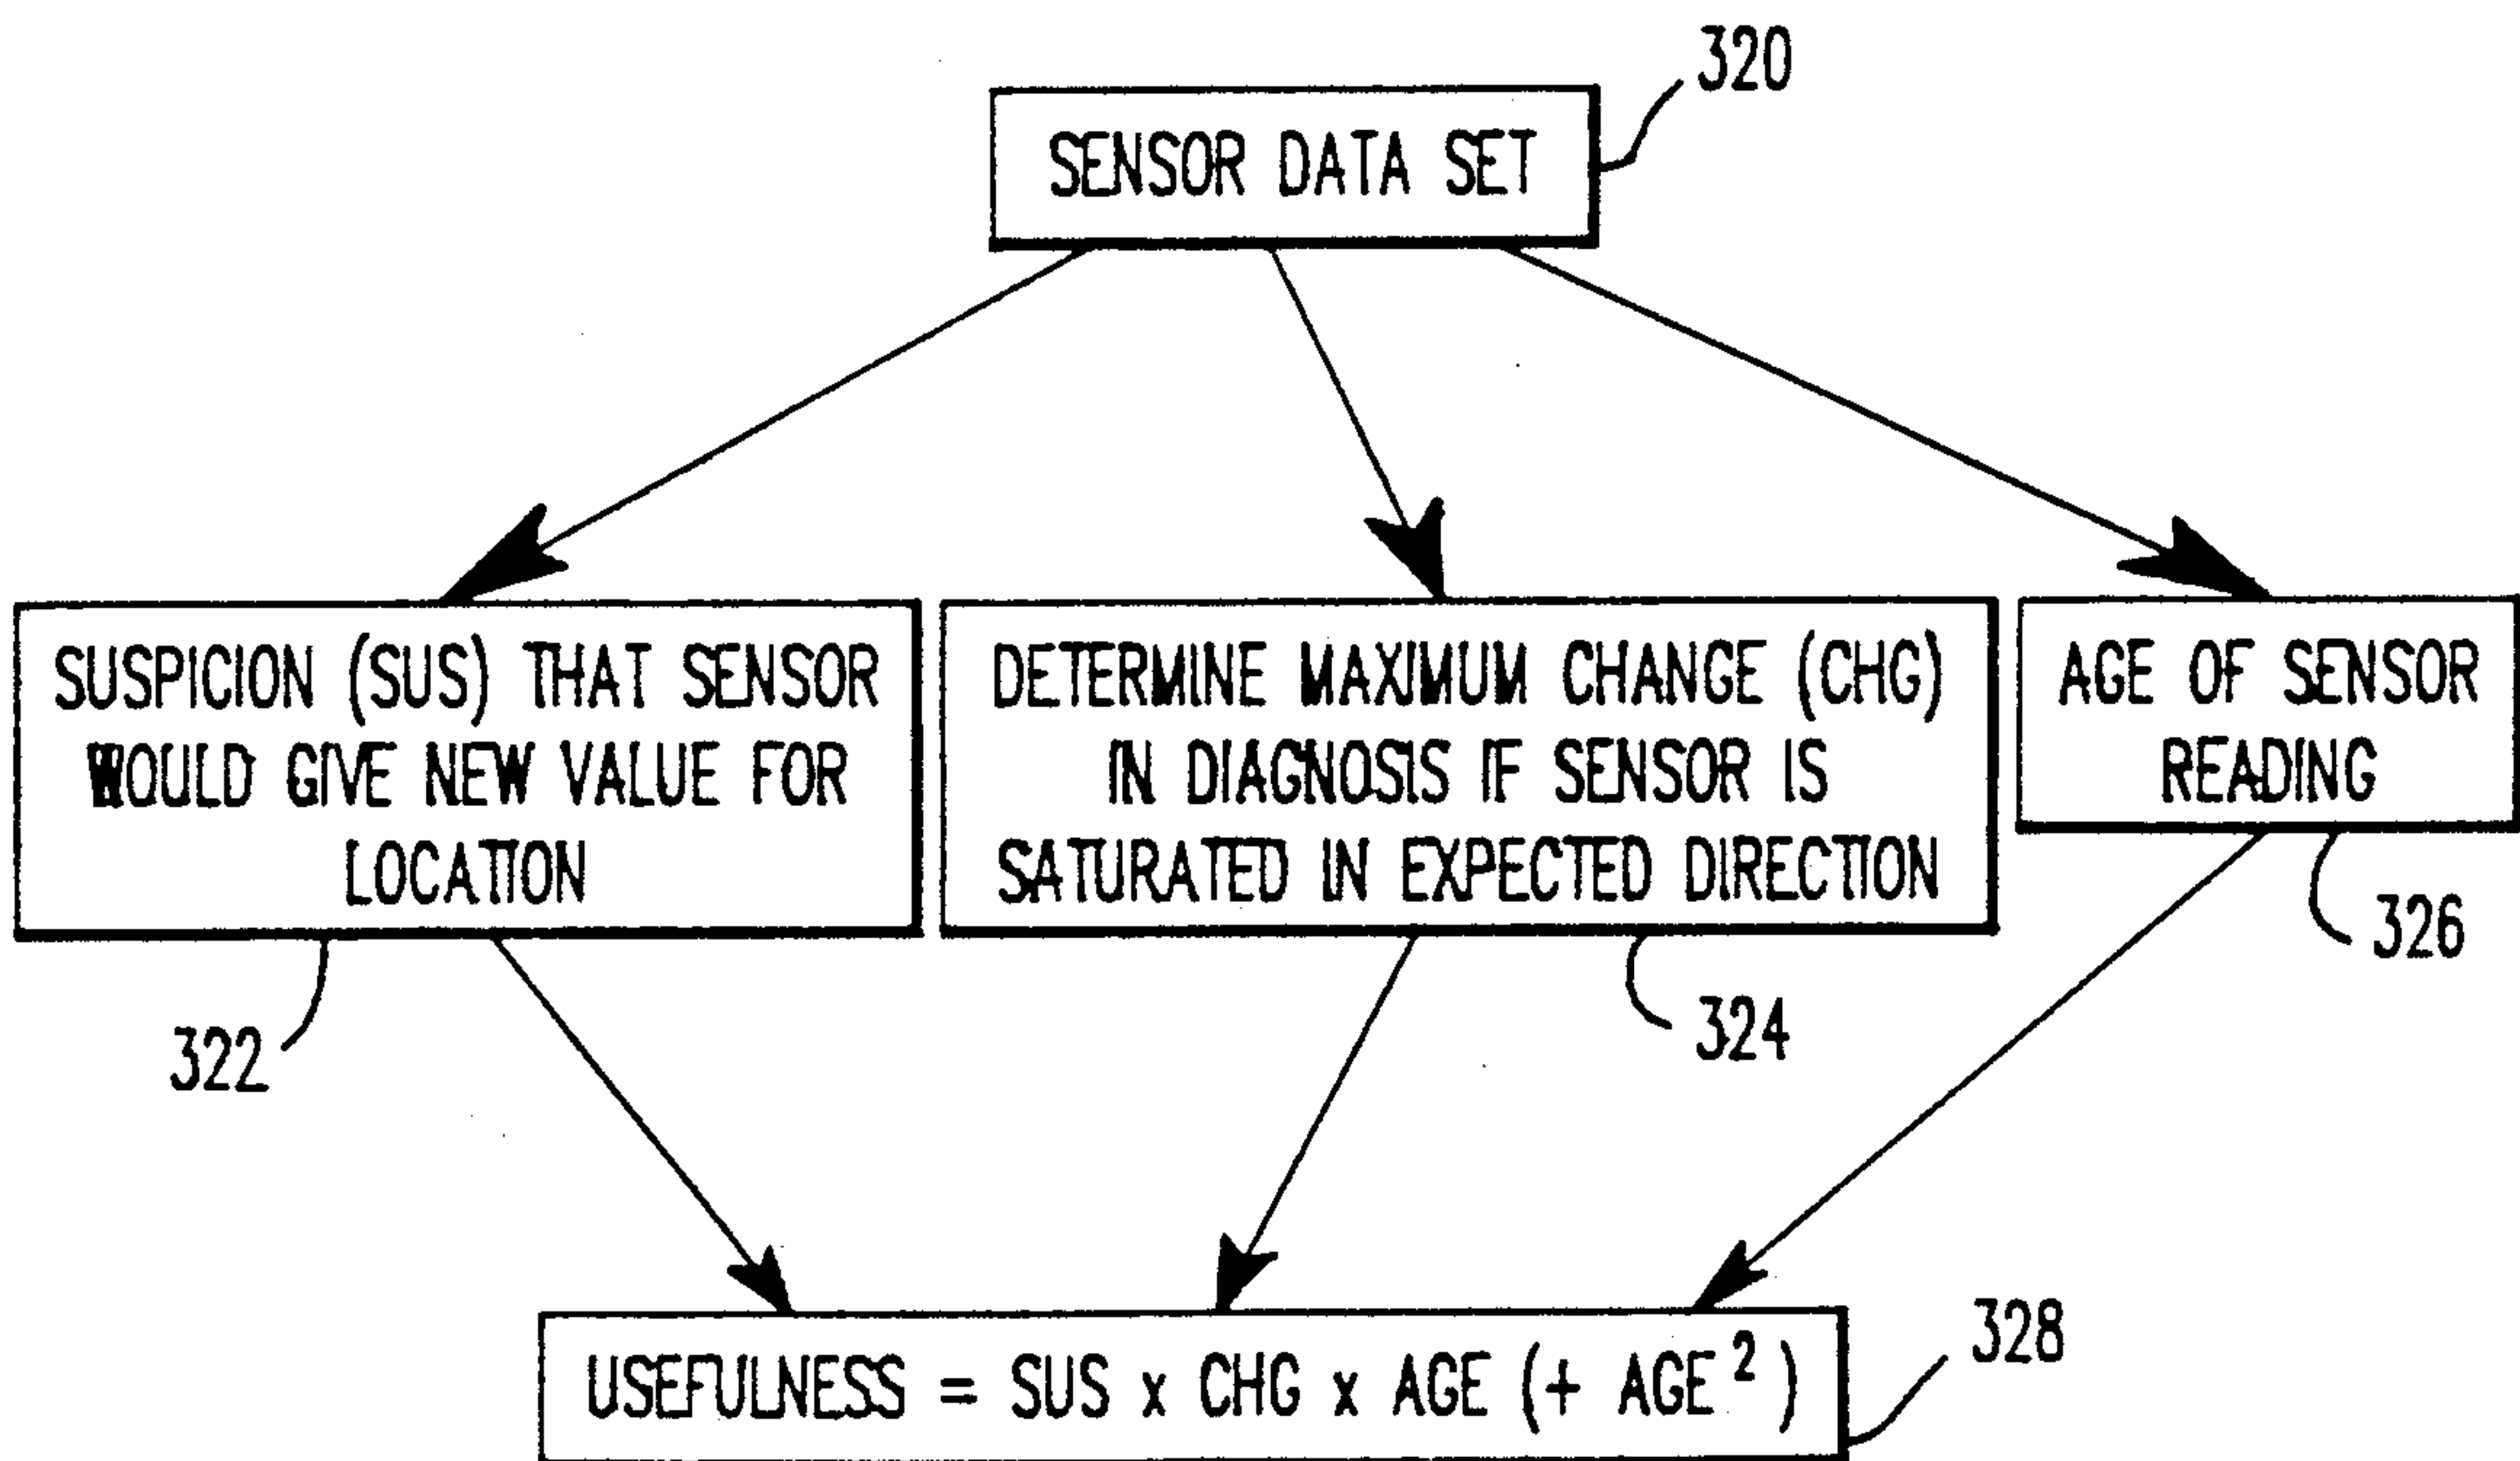 320
SENSOR DATA SET
SUSPICION (SUS) THAT SENSOR
WOULD GIVE NEW VALUE FOR
LOCATION
322
DETERMINE MAXIMUM CHANGE (CHG)
IN DIAGNOSIS IF SENSOR IS
SATURATED IN EXPECTED DIRECTION
324
AGE OF SENSOR
READING
326
USEFULNESS = SUS x CHG x AGE (+ AGE²)
328